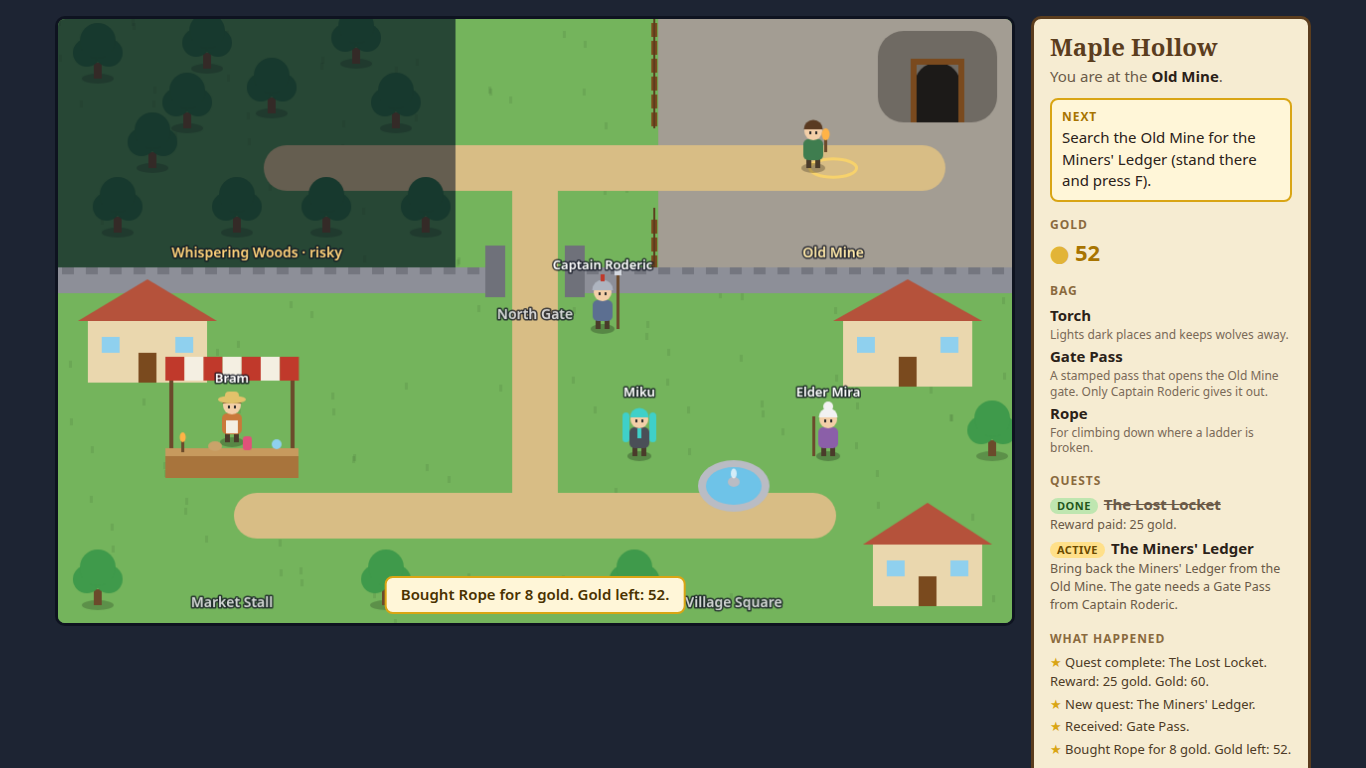 Whispering Woods · risky
Old Mine
Captain Roderic
North Gate
Bram
Miku
Elder Mira
Market Stall
Village Square
Bought Rope for 8 gold. Gold left: 52.
Maple Hollow
You are at the Old Mine.
NEXT
Search the Old Mine for the
Miners' Ledger (stand there
and press F).
GOLD
52
BAG
Torch
Lights dark places and keeps wolves away.
Gate Pass
A stamped pass that opens the Old Mine
gate. Only Captain Roderic gives it out.
Rope
For climbing down where a ladder is
broken.
QUESTS
DONE The Lost Locket
Reward paid: 25 gold.
ACTIVE The Miners' Ledger
Bring back the Miners' Ledger from the
Old Mine. The gate needs a Gate Pass
from Captain Roderic.
WHAT HAPPENED
★ Quest complete: The Lost Locket.
Reward: 25 gold. Gold: 60.
★ New quest: The Miners' Ledger.
★ Received: Gate Pass.
★ Bought Rope for 8 gold. Gold left: 52.